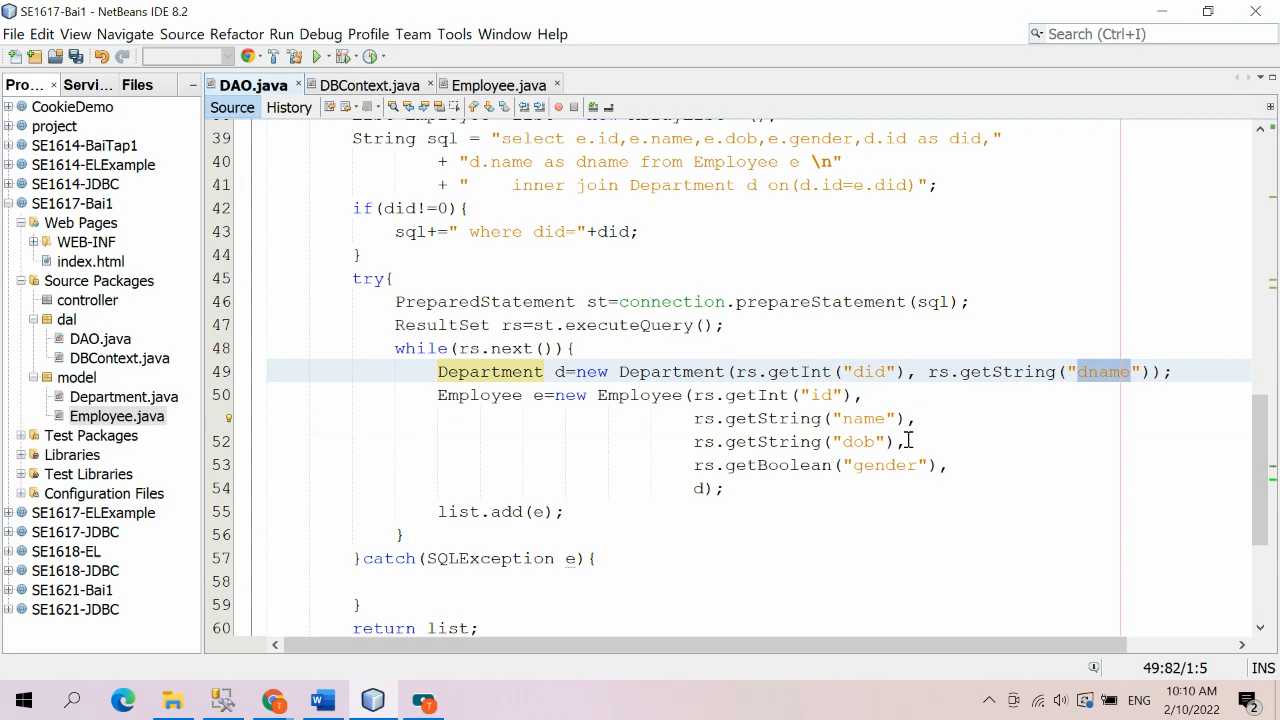 SE1617-Bai1 - NetBeans IDE 8.2
File Edit View Navigate Source Refactor Run Debug Profile Team Tools Window Help
Search (Ctrl+I)
Pro... Servi... Files
DAO.java DBContext.java Employee.java
Source History
CookieDemo
project
SE1614-BaiTap1
SE1614-ELExample
SE1614-JDBC
SE1617-Bai1
Web Pages
WEB-INF
index.html
Source Packages
controller
dal
DAO.java
DBContext.java
model
Department.java
Employee.java
Test Packages
Libraries
Test Libraries
Configuration Files
SE1617-ELExample
SE1617-JDBC
SE1618-EL
SE1618-JDBC
SE1621-Bai1
SE1621-JDBC
39 String sql = "select e.id,e.name,e.dob,e.gender,d.id as did,"
40 + "d.name as dname from Employee e \n"
41 + " inner join Department d on(d.id=e.did)";
42 if(did!=0){
43 sql+=" where did="+did;
44 }
45 try{
46 PreparedStatement st=connection.prepareStatement(sql);
47 ResultSet rs=st.executeQuery();
48 while(rs.next()){
49 Department d=new Department(rs.getInt("did"), rs.getString("dname"));
50 Employee e=new Employee(rs.getInt("id"),
rs.getString("name"),
52 rs.getString("dob"),
53 rs.getBoolean("gender"),
54 d);
55 list.add(e);
56 }
57 }catch(SQLException e){
58
59 }
60 return list;
49:82/1:5 INS
ENG
10:10 AM
2/10/2022
2